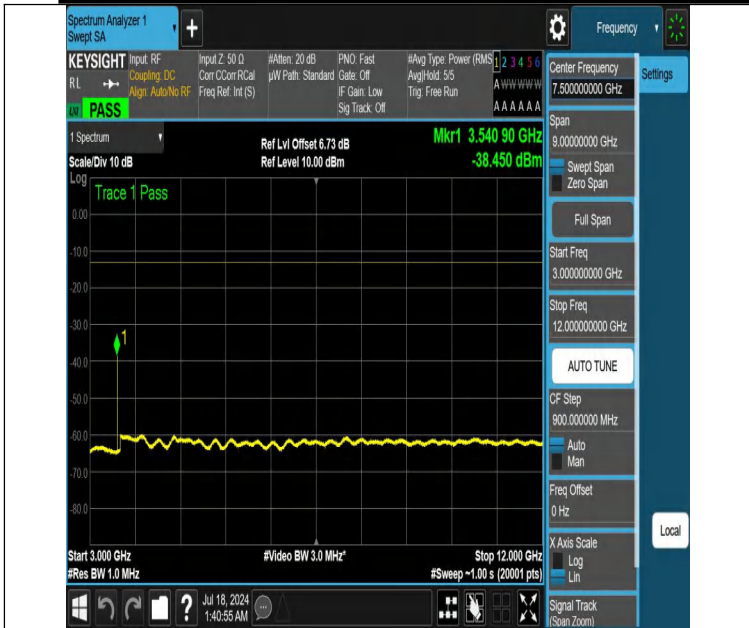 Spectrum Analyzer 1
Swept SA
+
Frequency
KEYSIGHT
RL
PASS
Input: RF
Coupling: DC
Align: Auto/No RF
Input Z: 50 Ω
Corr CCorr RCal
Freq Ref: Int (S)
#Atten: 20 dB
µW Path: Standard
PNO: Fast
Gate: Off
IF Gain: Low
Sig Track: Off
#Avg Type: Power (RMS
Avg|Hold: 5/5
Trig: Free Run
1 2 3 4 5 6
A W W W W W
A A A A A A
1 Spectrum
Scale/Div 10 dB
Ref Lvl Offset 6.73 dB
Ref Level 10.00 dBm
Mkr1 3.540 90 GHz
-38.450 dBm
Log
Trace 1 Pass
0.00
-10.0
-20.0
-30.0
-40.0
-50.0
-60.0
-70.0
-80.0
1
Start 3.000 GHz
#Res BW 1.0 MHz
#Video BW 3.0 MHz*
Stop 12.000 GHz
#Sweep ~1.00 s (20001 pts)
Center Frequency
7.500000000 GHz
Span
9.00000000 GHz
Swept Span
Zero Span
Full Span
Start Freq
3.000000000 GHz
Stop Freq
12.000000000 GHz
AUTO TUNE
CF Step
900.000000 MHz
Auto
Man
Freq Offset
0 Hz
X Axis Scale
Log
Lin
Signal Track
(Span Zoom)
Settings
Local
?
Jul 18, 2024
1:40:55 AM